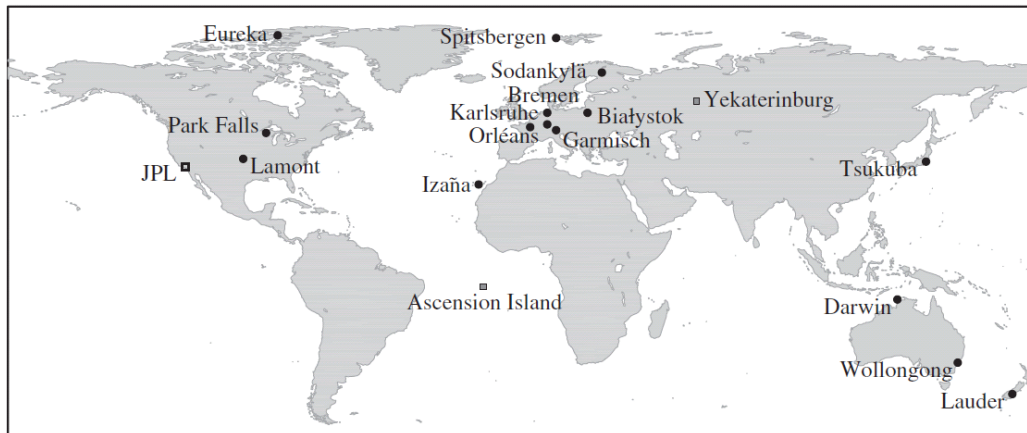 Eureka
Spitsbergen
Sodankylä
Bremen
Yekaterinburg
Karlsruhe
Białystok
Park Falls
Orléans
Garmisch
JPL
Lamont
Tsukuba
Izaña
Ascension Island
Darwin
Wollongong
Lauder